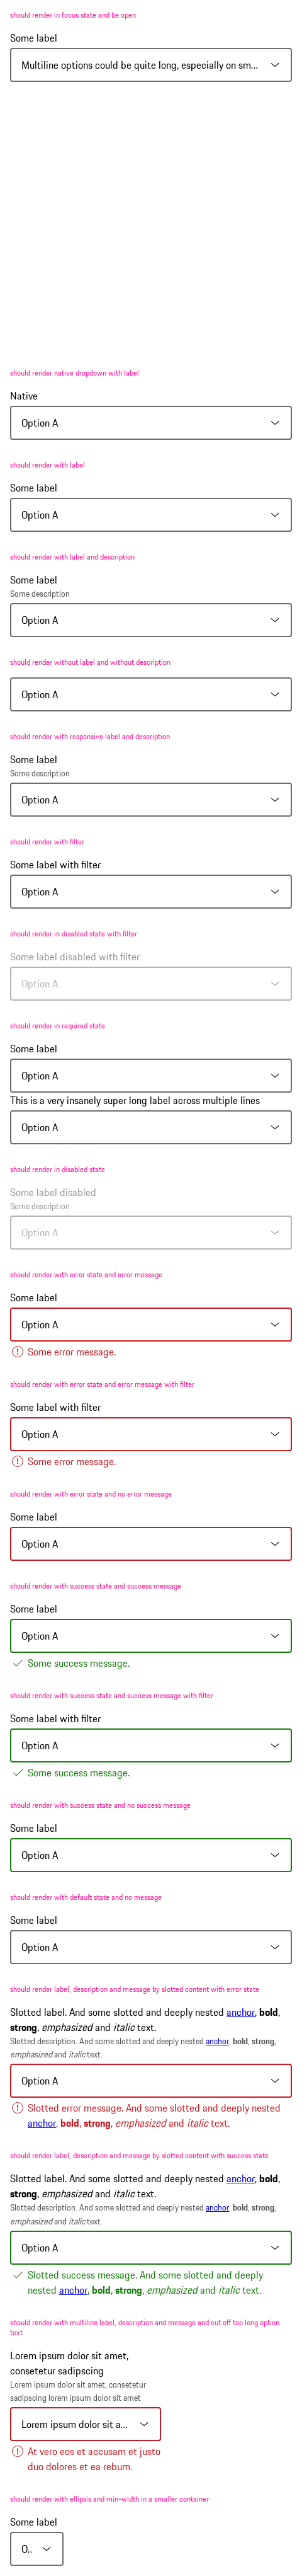 should render in focus state and be open
Some label
Multiline options could be quite long, especially on sm...
should render native dropdown with label
Native
Option A
should render with label
Some label
Option A
should render with label and description
Some label
Some description
Option A
should render without label and without description
Option A
should render with responsive label and description
Some label
Some description
Option A
should render with filter
Some label with filter
Option A
should render in disabled state with filter
Some label disabled with filter
Option A
should render in required state
Some label
Option A
This is a very insanely super long label across multiple lines
Option A
should render in disabled state
Some label disabled
Some description
Option A
should render with error state and error message
Some label
Option A
Some error message.
should render with error state and error message with filter
Some label with filter
Option A
Some error message.
should render with error state and no error message
Some label
Option A
should render with success state and success message
Some label
Option A
Some success message.
should render with success state and success message with filter
Some label with filter
Option A
Some success message.
should render with success state and no success message
Some label
Option A
should render with default state and no message
Some label
Option A
should render label, description and message by slotted content with error state
Slotted label. And some slotted and deeply nested anchor, bold,
strong, emphasized and italic text.
Slotted description. And some slotted and deeply nested anchor, bold, strong,
emphasized and italic text.
Option A
Slotted error message. And some slotted and deeply nested
anchor, bold, strong, emphasized and italic text.
should render label, description and message by slotted content with success state
Slotted label. And some slotted and deeply nested anchor, bold,
strong, emphasized and italic text.
Slotted description. And some slotted and deeply nested anchor, bold, strong,
emphasized and italic text.
Option A
Slotted success message. And some slotted and deeply
nested anchor, bold, strong, emphasized and italic text.
should render with multiline label, description and message and cut off too long option
text
Lorem ipsum dolor sit amet,
consetetur sadipscing
Lorem ipsum dolor sit amet, consetetur
sadipscing lorem ipsum dolor sit amet
Lorem ipsum dolor sit a...
At vero eos et accusam et justo
duo dolores et ea rebum.
should render with ellipsis and min-width in a smaller container
Some label
O...